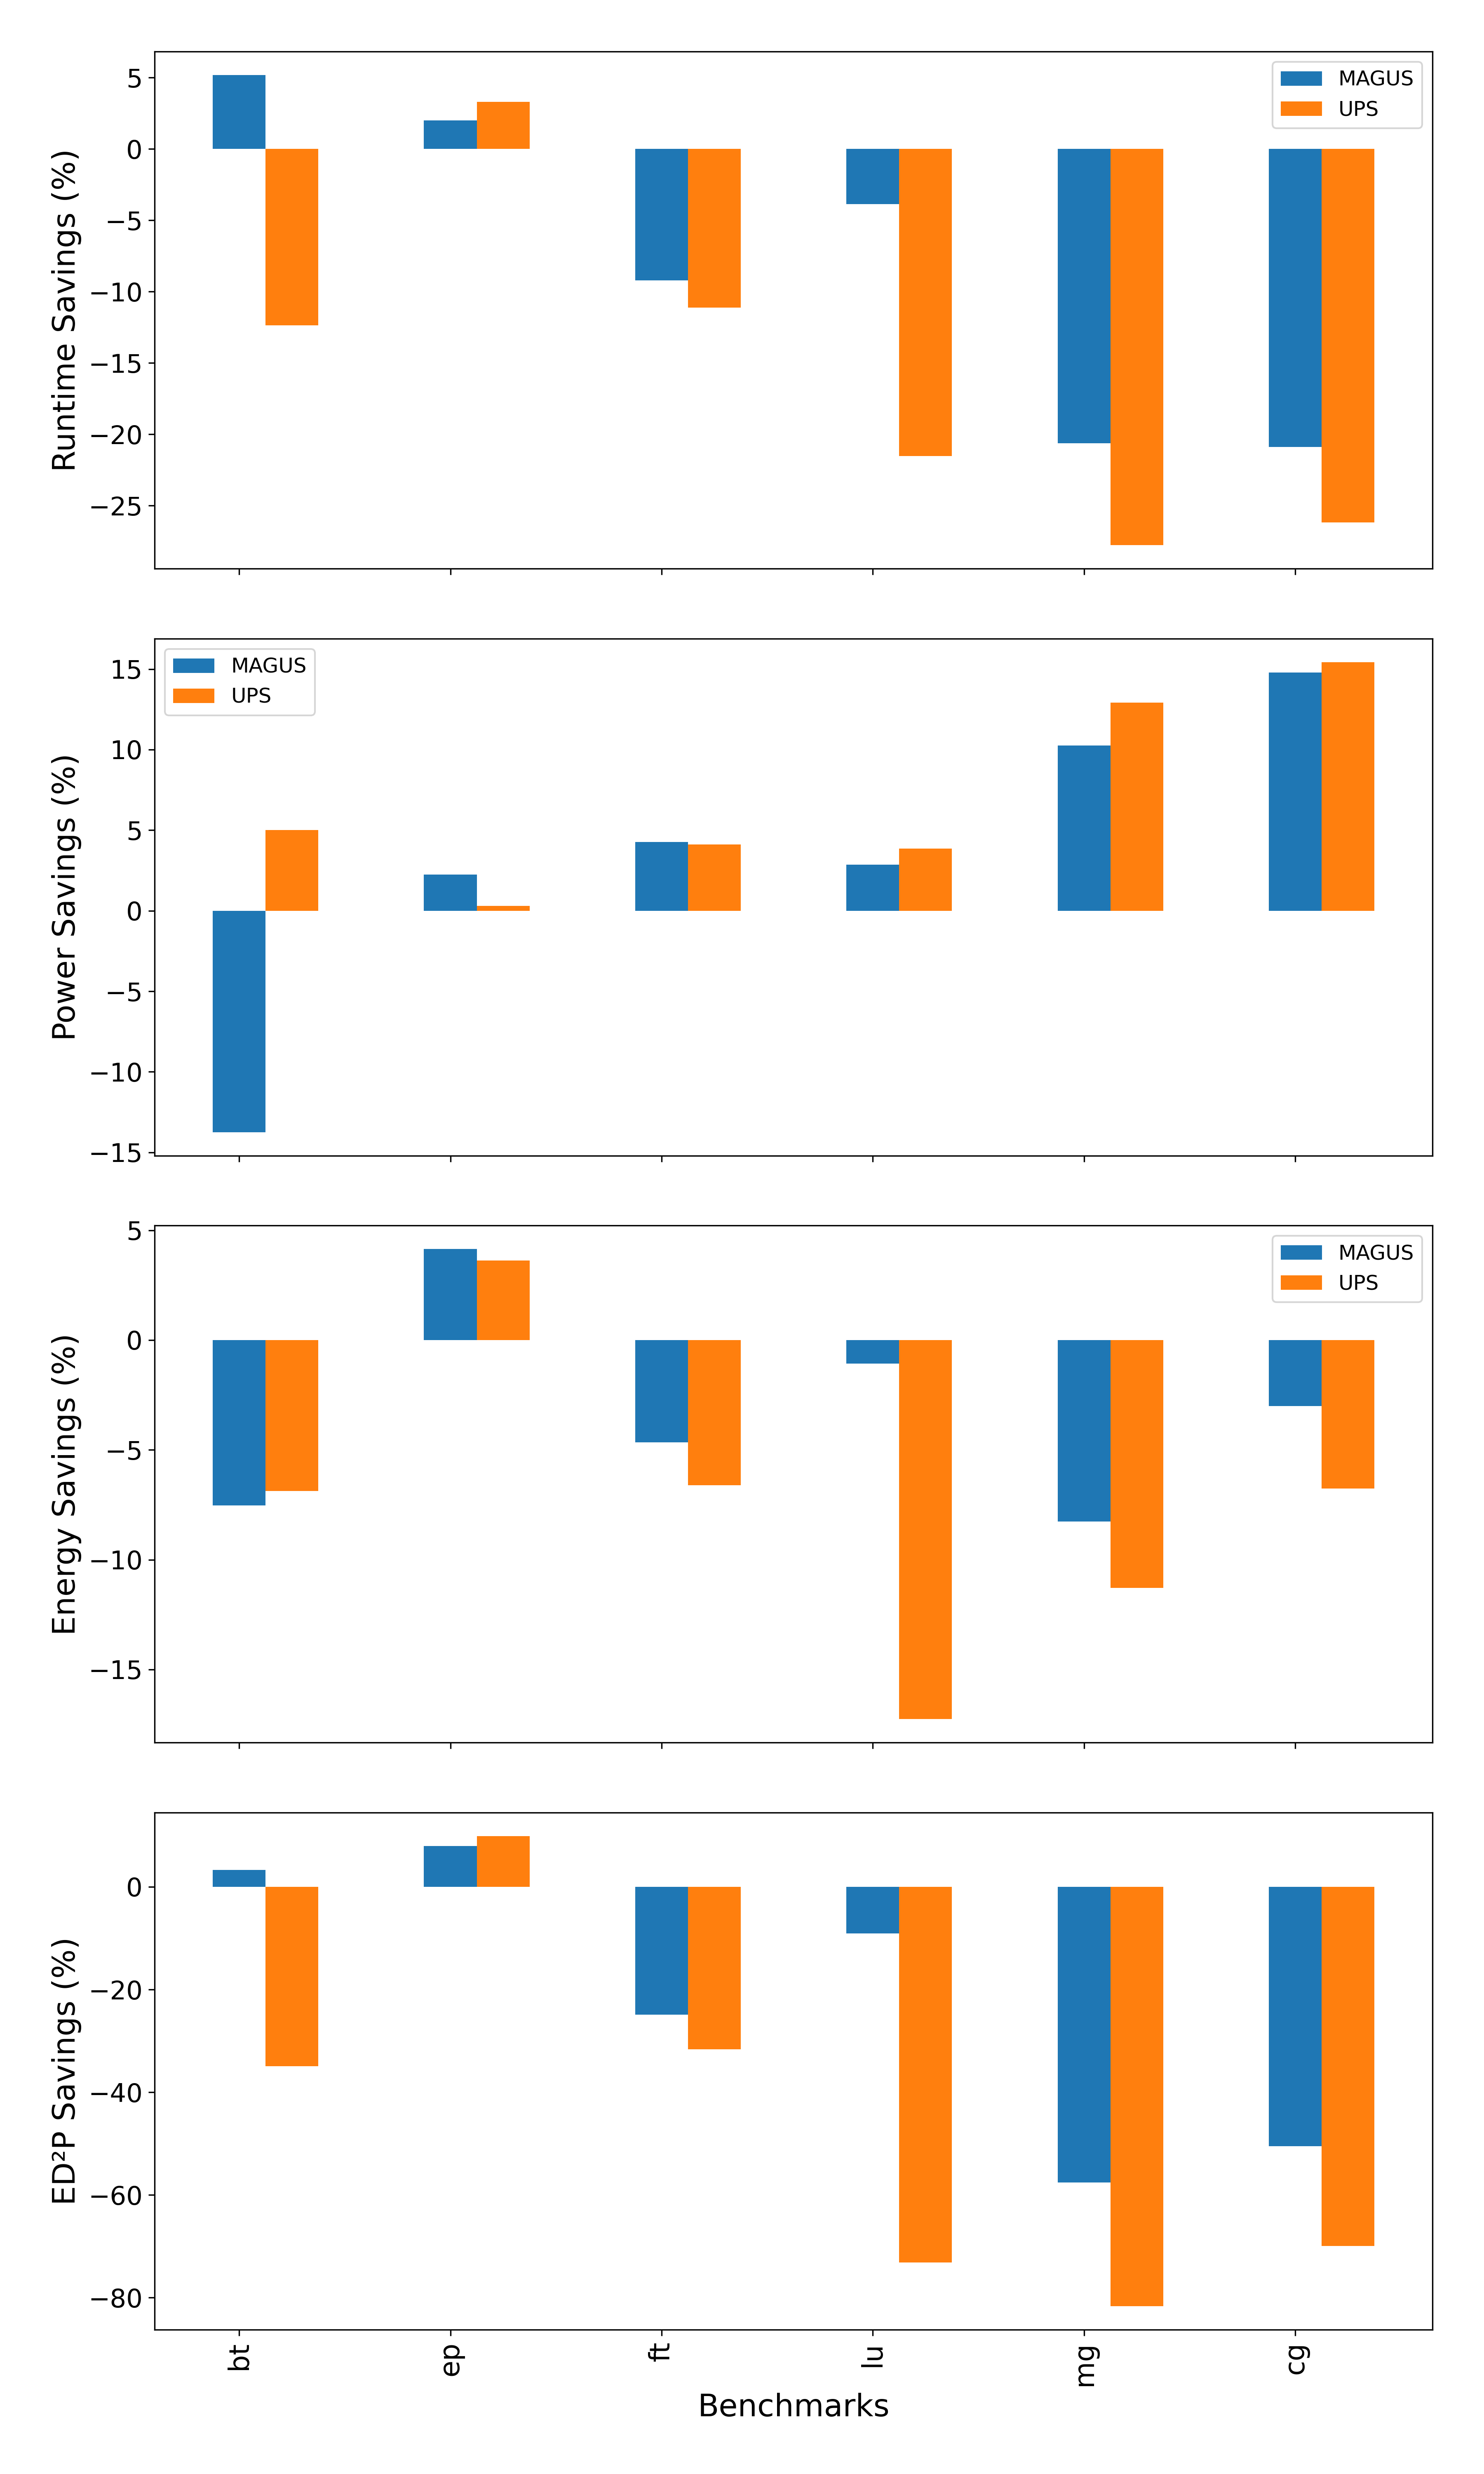 Runtime Savings (%)
5
0
−5
−10
−15
−20
−25
MAGUS
UPS
Power Savings (%)
15
10
5
0
−5
−10
−15
MAGUS
UPS
Energy Savings (%)
5
0
−5
−10
−15
MAGUS
UPS
ED²P Savings (%)
0
−20
−40
−60
−80
bt
ep
ft
lu
mg
cg
Benchmarks